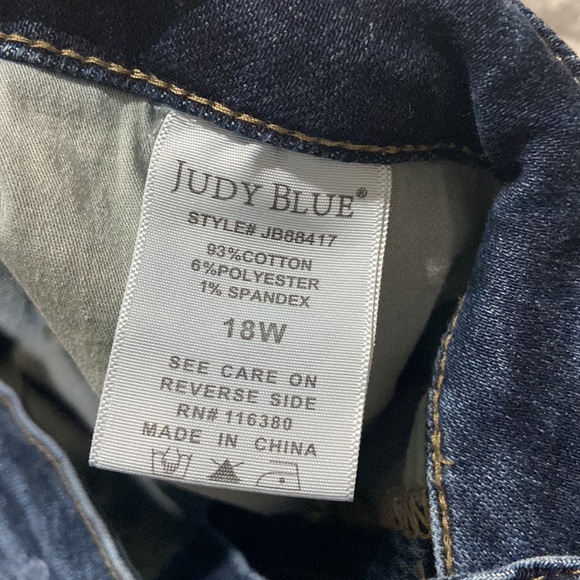 JUDY BLUE®
STYLE# JB88417
93%COTTON
6%POLYESTER
1% SPANDEX
18W
SEE CARE ON
REVERSE SIDE
RN# 116380
MADE IN CHINA